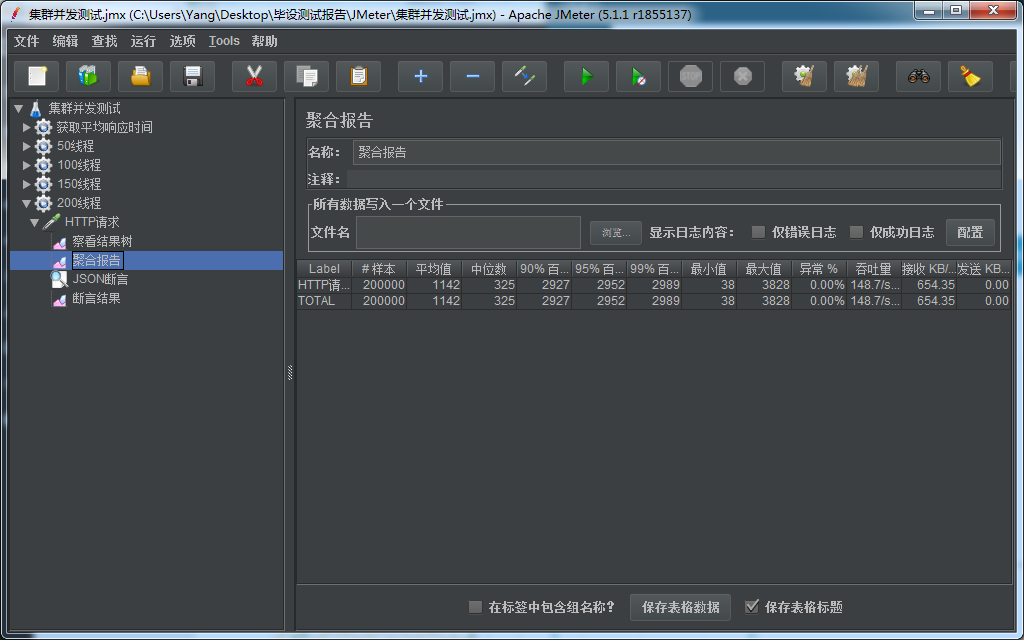 集群并发测试.jmx (C:\Users\Yang\Desktop\毕设测试报告\JMeter\集群并发测试.jmx) - Apache JMeter (5.1.1 r1855137)
文件 编辑 查找 运行 选项 Tools 帮助
STOP
集群并发测试
获取平均响应时间
50线程
100线程
150线程
200线程
HTTP请求
察看结果树
聚合报告
JSON断言
断言结果
聚合报告
名称： 聚合报告
注释：
所有数据写入一个文件
文件名 浏览... 显示日志内容： 仅错误日志 仅成功日志 配置
Label # 样本 平均值 中位数 90% 百... 95% 百... 99% 百... 最小值 最大值 异常 % 吞吐量 接收 KB/... 发送 KB...
HTTP请... 200000 1142 325 2927 2952 2989 38 3828 0.00% 148.7/s... 654.35 0.00
TOTAL 200000 1142 325 2927 2952 2989 38 3828 0.00% 148.7/s... 654.35 0.00
在标签中包含组名称? 保存表格数据 保存表格标题